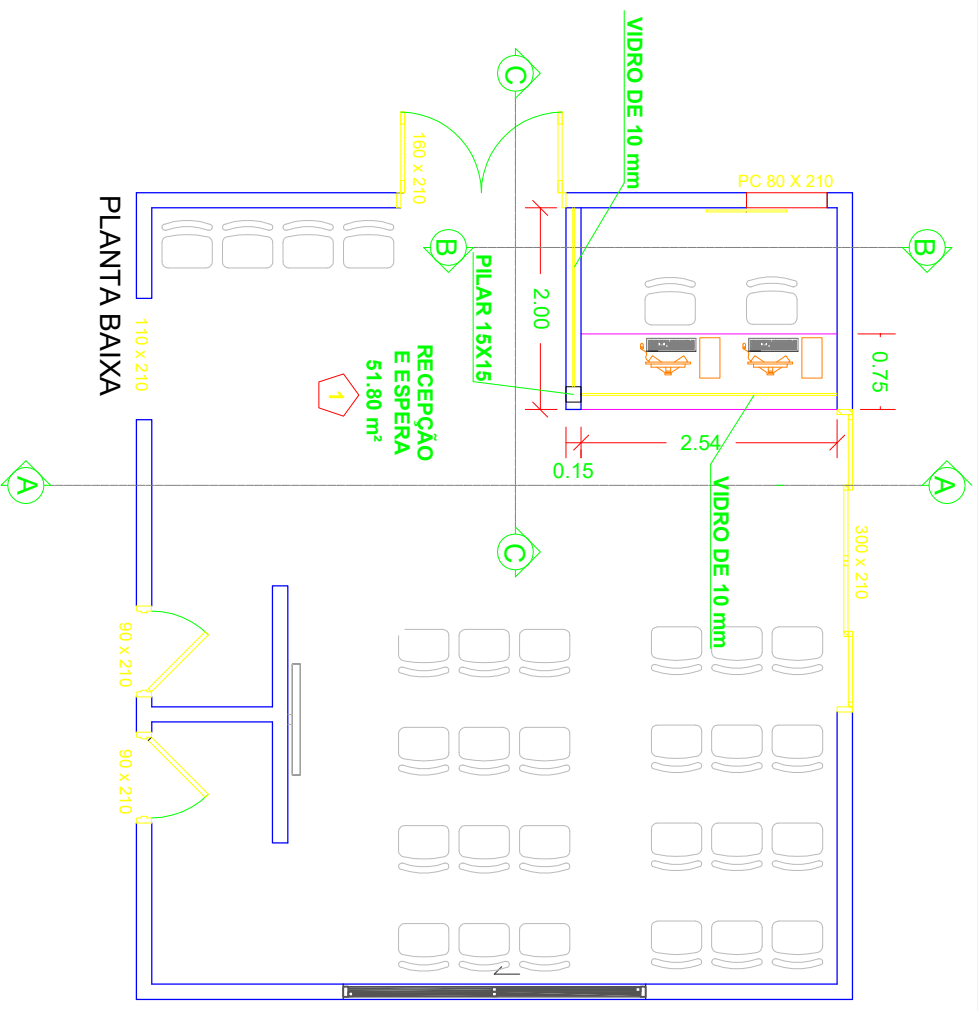 C
VIDRO DE 10 mm
160 x 210
PC 80 X 210
PLANTA BAIXA
B
B
2.00
PILAR 15X15
0.75
110 x 210
RECEPÇÃO
E ESPERA
51.80 m²
1
2.54
0.15
A
A
VIDRO DE 10 mm
C
300 x 210
90 x 210
90 x 210